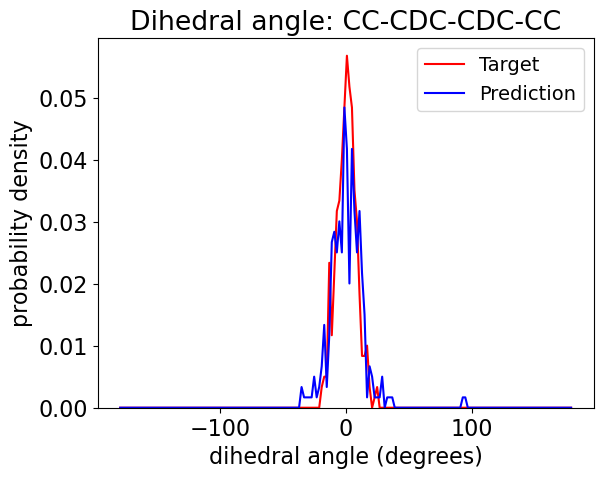 Dihedral angle: CC-CDC-CDC-CC
Target
Prediction
probability density
0.05
0.04
0.03
0.02
0.01
0.00
−100
0
100
dihedral angle (degrees)